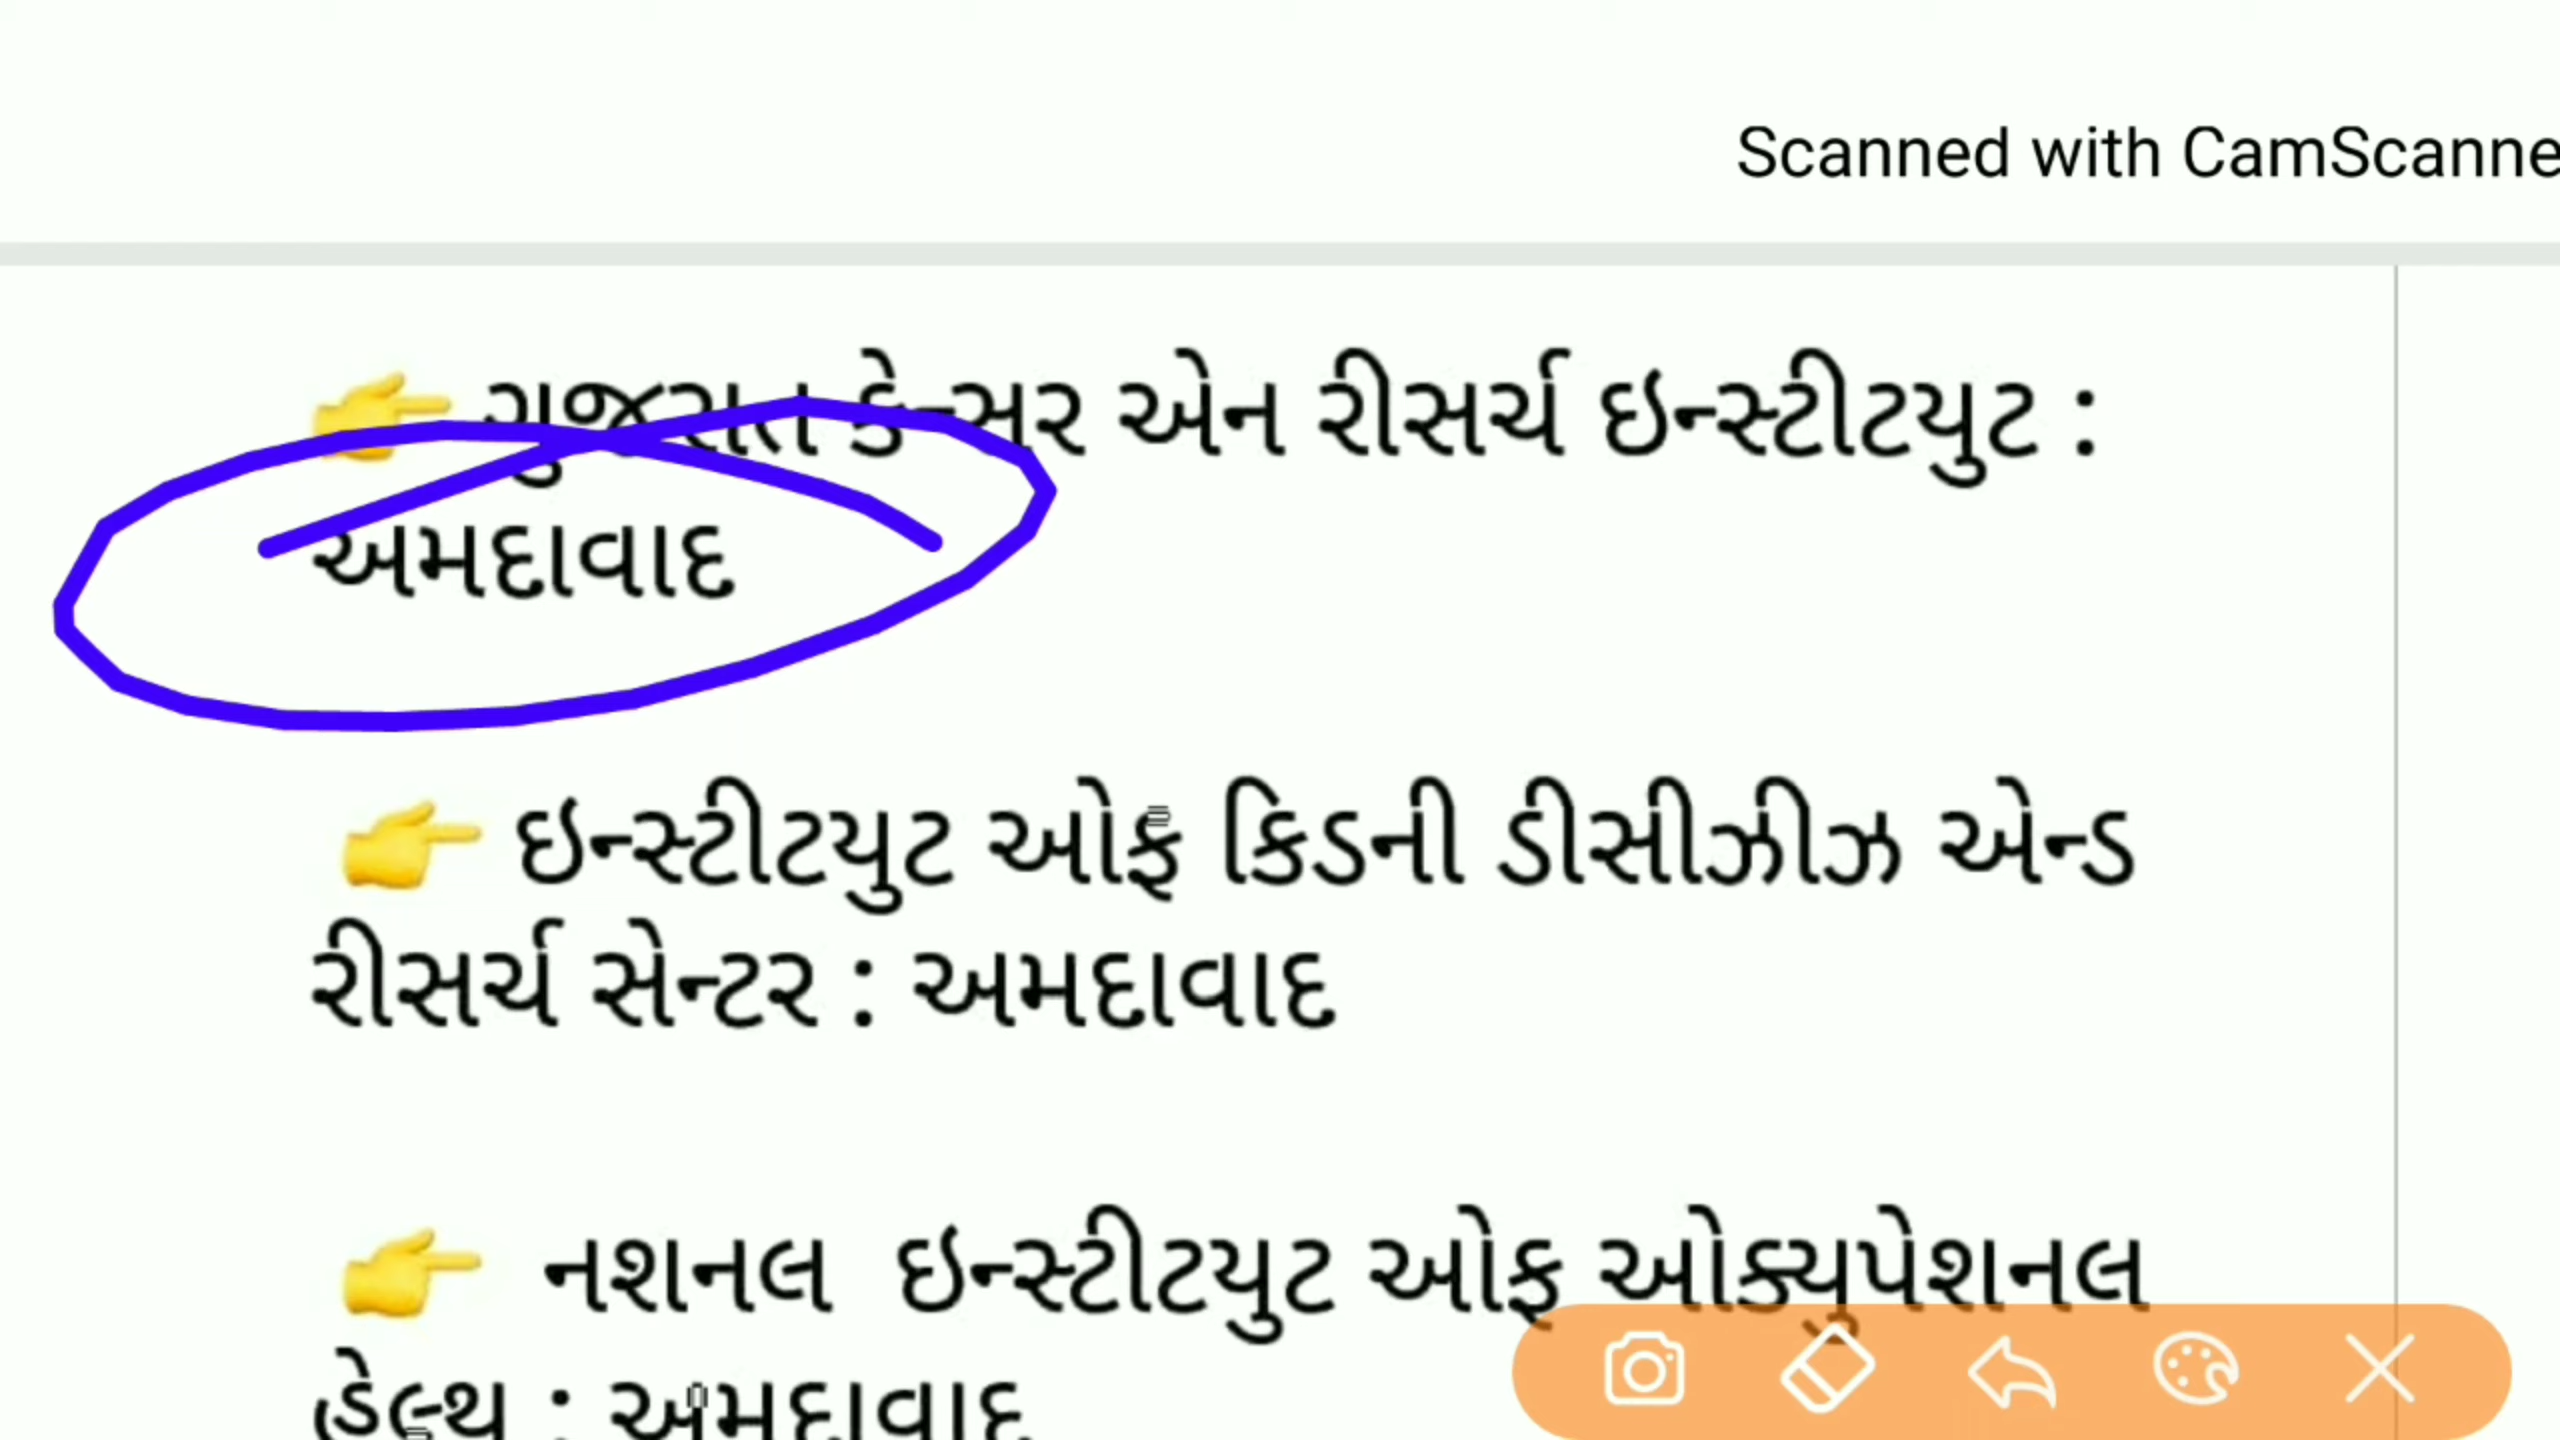 Scanned with CamScanne
👉 ગુજરાત કેન્સર એન રીસર્ચ ઇન્સ્ટીટયુટ :
અમદાવાદ
👉 ઇન્સ્ટીટયુટ ઓફ કિડની ડીસીઝીઝ એન્ડ
રીસર્ચ સેન્ટર : અમદાવાદ
👉 નશનલ ઇન્સ્ટીટયુટ ઓફ ઓક્યુપેશનલ
હેલ્થ : અમદાવાદ